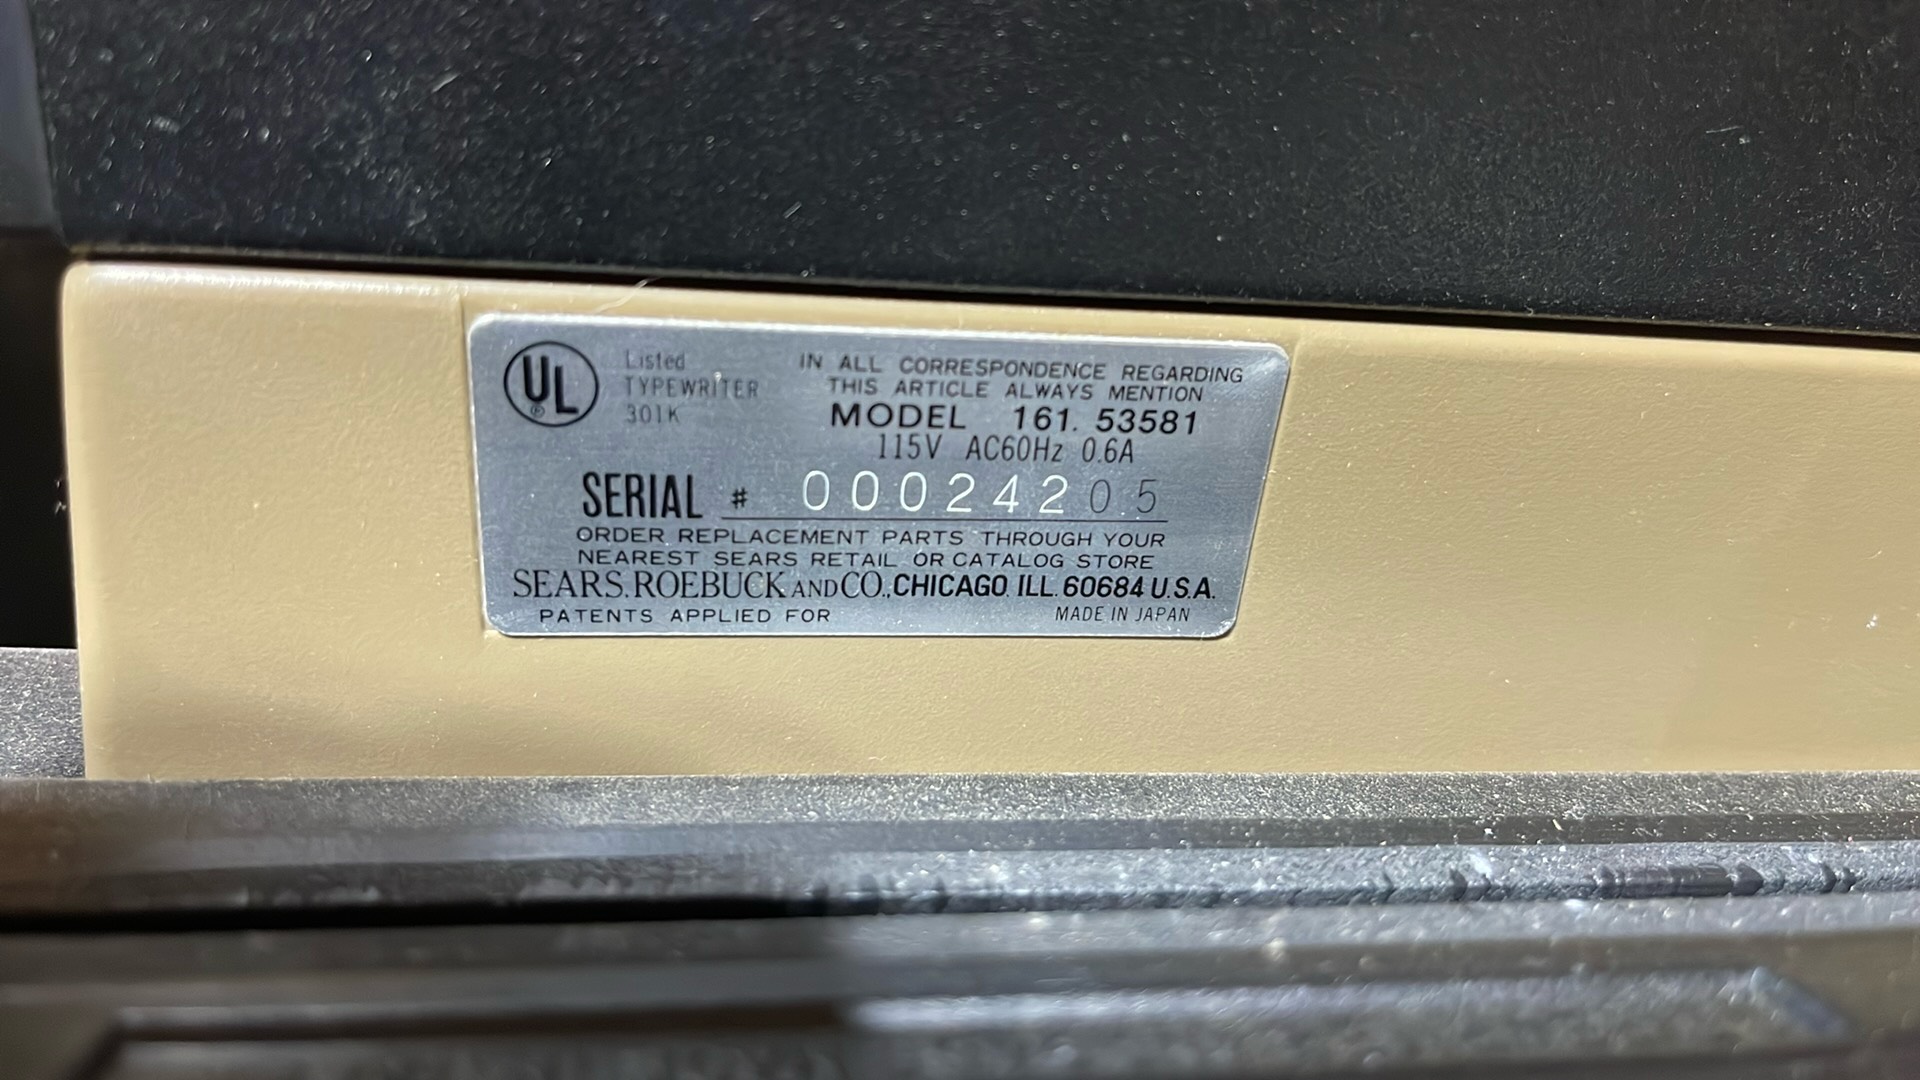 UL ®
Listed
TYPEWRITER
301K
IN ALL CORRESPONDENCE REGARDING
THIS ARTICLE ALWAYS MENTION
MODEL 161. 53581
115V AC60Hz 0.6A
SERIAL # 00024205
ORDER REPLACEMENT PARTS THROUGH YOUR
NEAREST SEARS RETAIL OR CATALOG STORE
SEARS, ROEBUCK AND CO., CHICAGO, ILL. 60684 U.S.A.
PATENTS APPLIED FOR MADE IN JAPAN